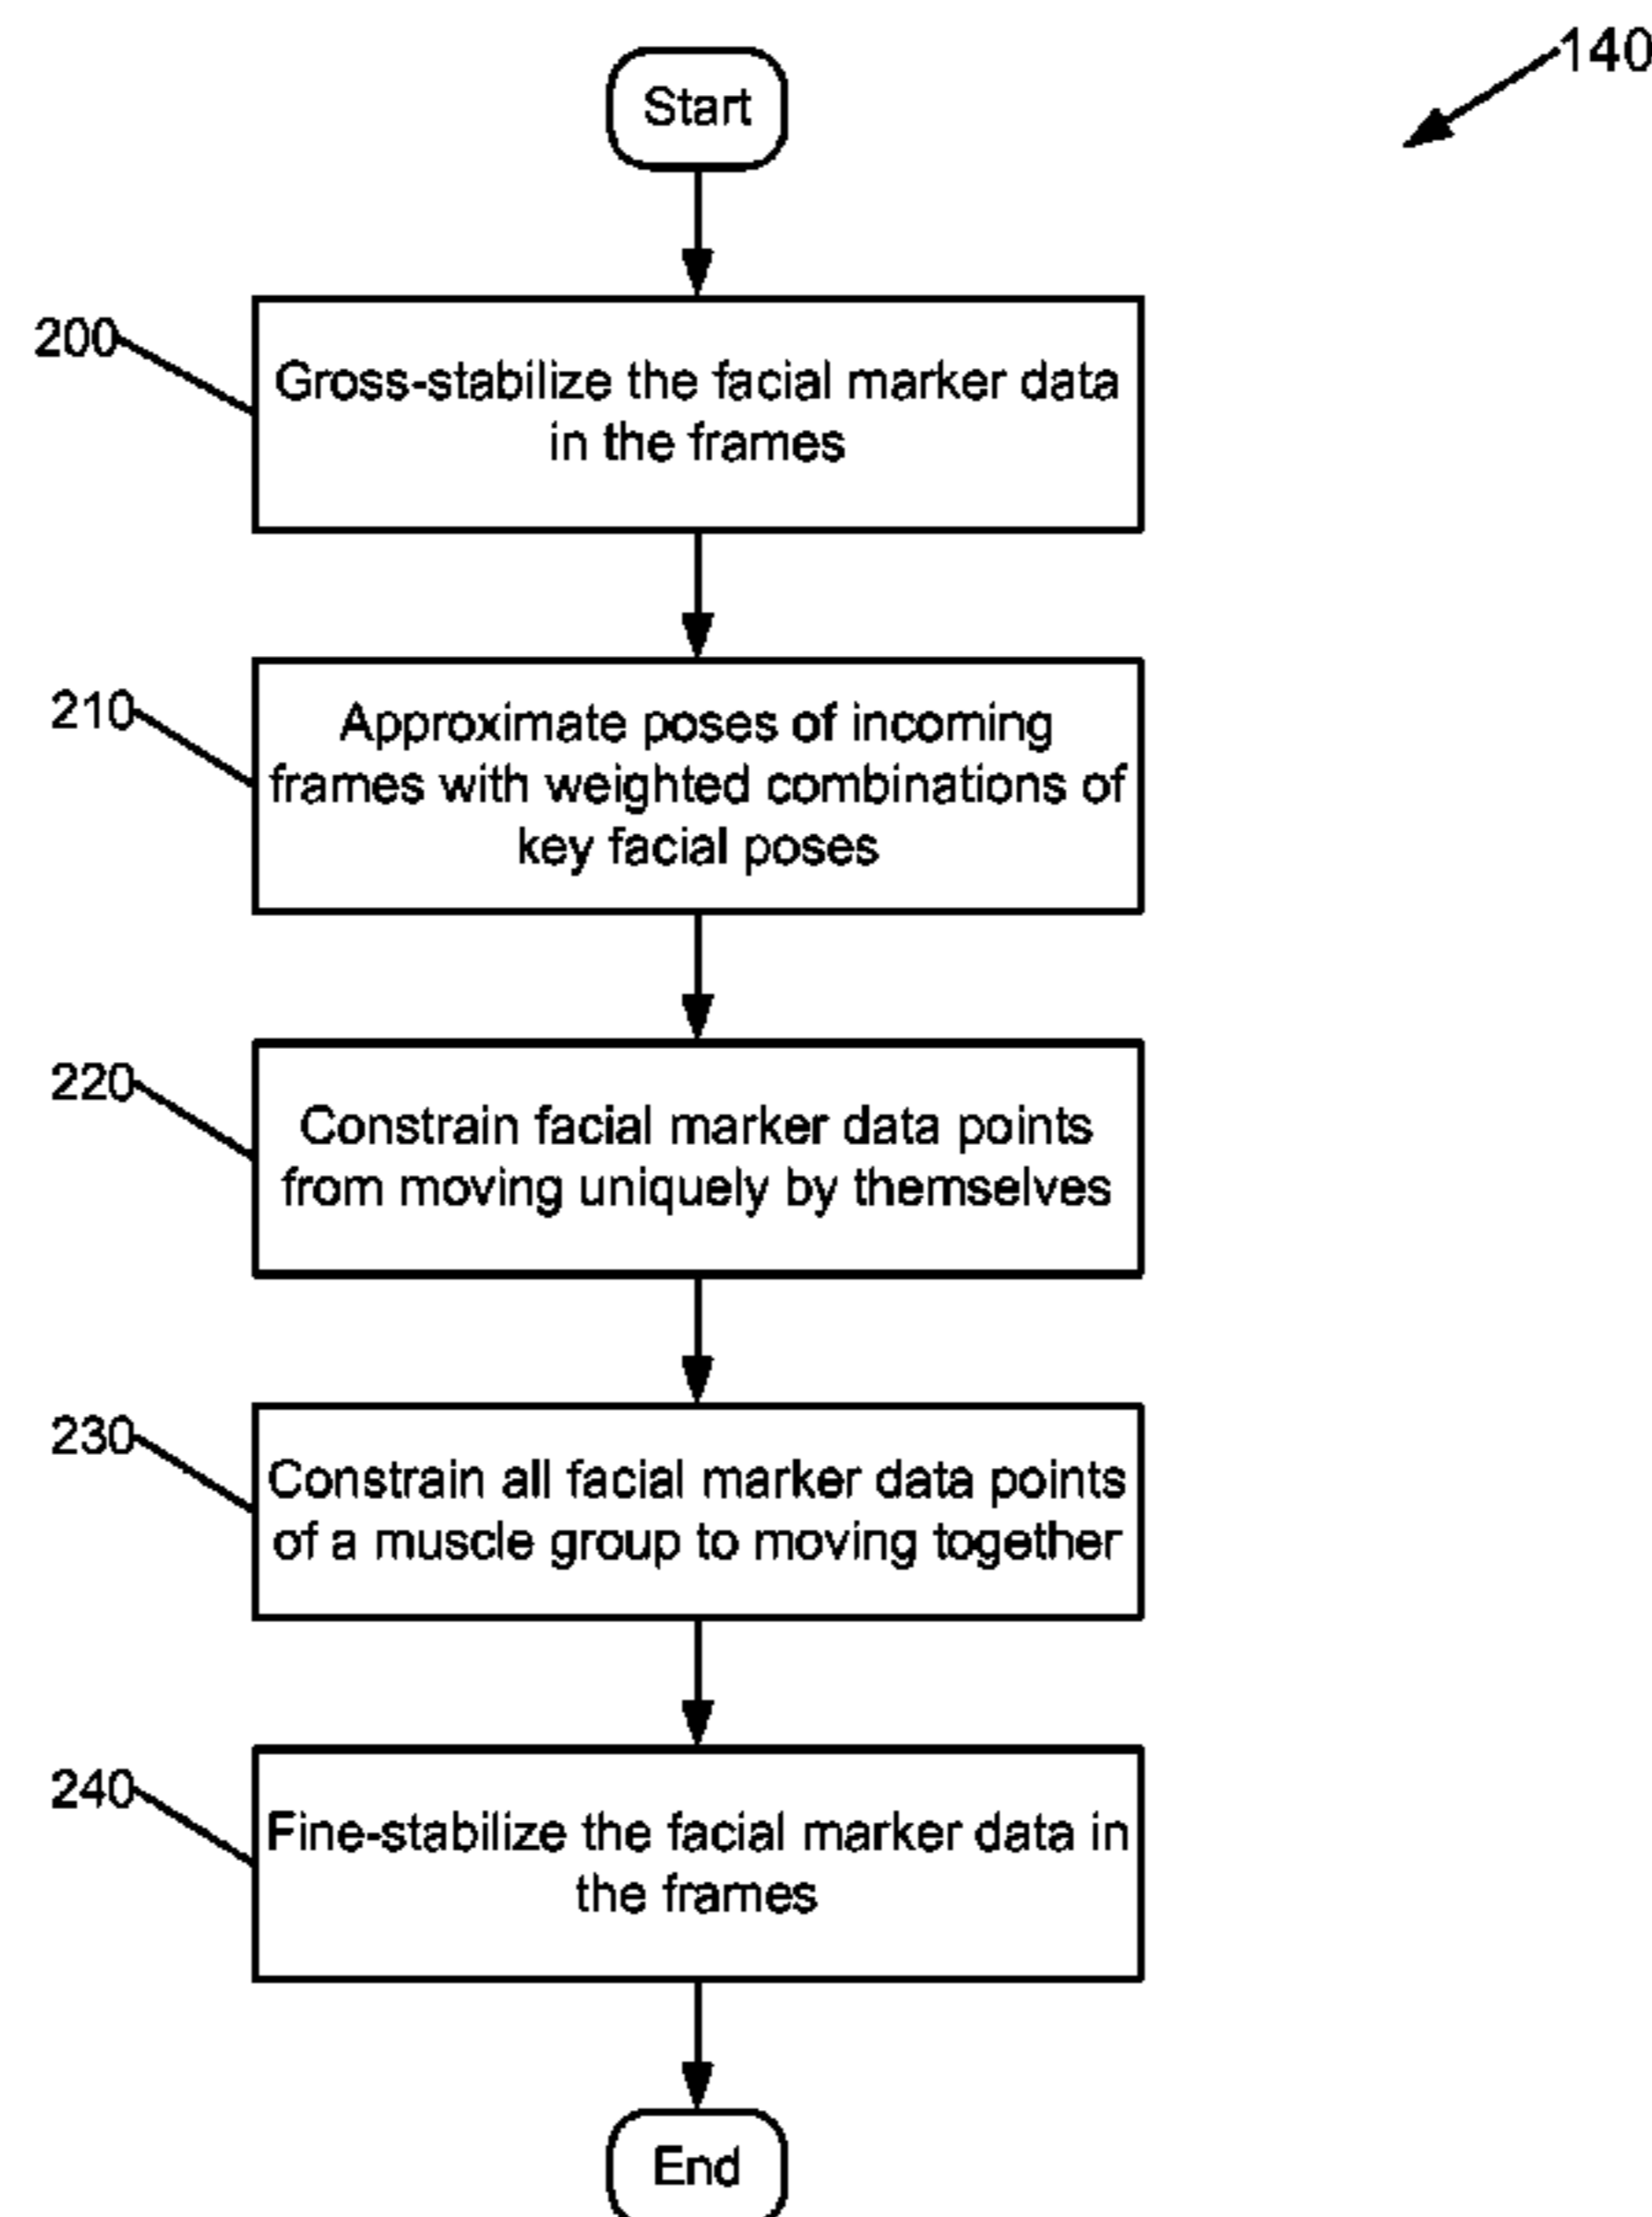 140
Start
200
Gross-stabilize the facial marker data
in the frames
210
Approximate poses of incoming
frames with weighted combinations of
key facial poses
220
Constrain facial marker data points
from moving uniquely by themselves
230
Constrain all facial marker data points
of a muscle group to moving together
240
Fine-stabilize the facial marker data in
the frames
End